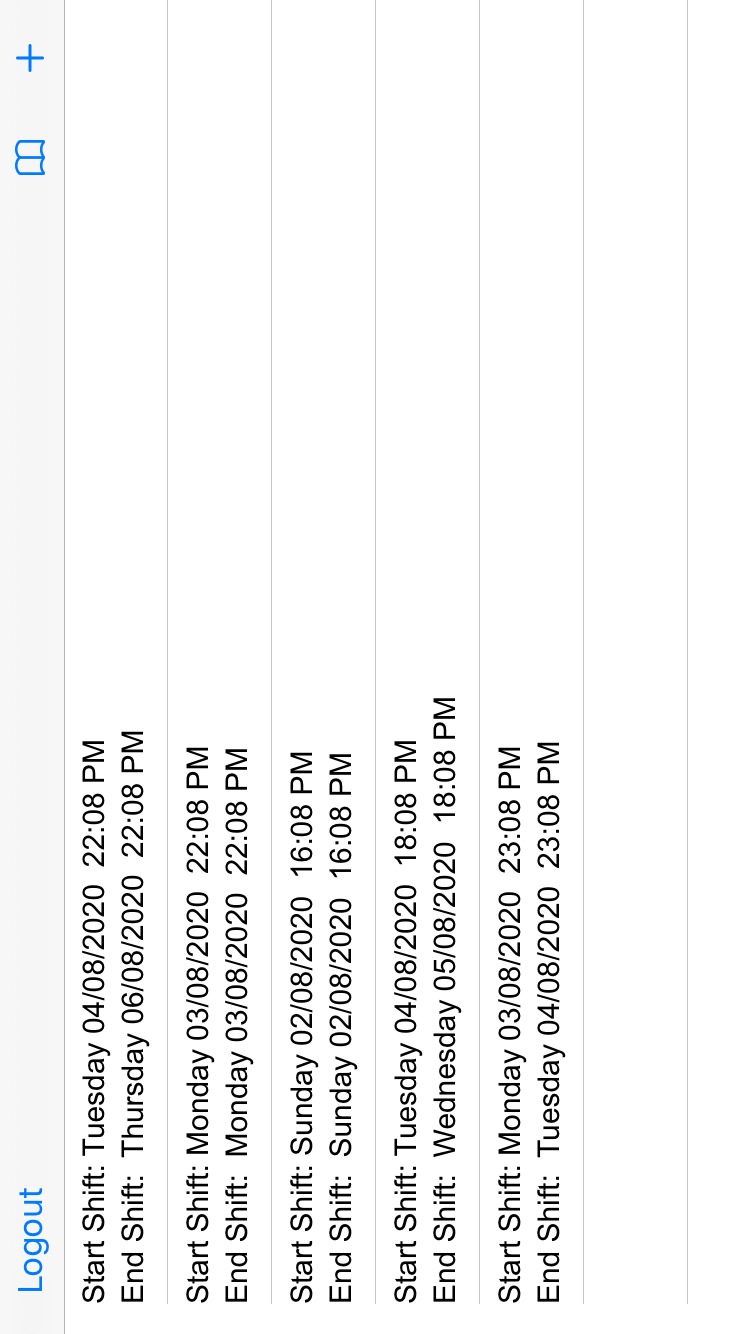 Logout
Start Shift: Tuesday 04/08/2020  22:08 PM
End Shift:  Thursday 06/08/2020  22:08 PM
Start Shift: Monday 03/08/2020  22:08 PM
End Shift:  Monday 03/08/2020  22:08 PM
Start Shift: Sunday 02/08/2020  16:08 PM
End Shift:  Sunday 02/08/2020  16:08 PM
Start Shift: Tuesday 04/08/2020  18:08 PM
End Shift:  Wednesday 05/08/2020  18:08 PM
Start Shift: Monday 03/08/2020  23:08 PM
End Shift:  Tuesday 04/08/2020  23:08 PM